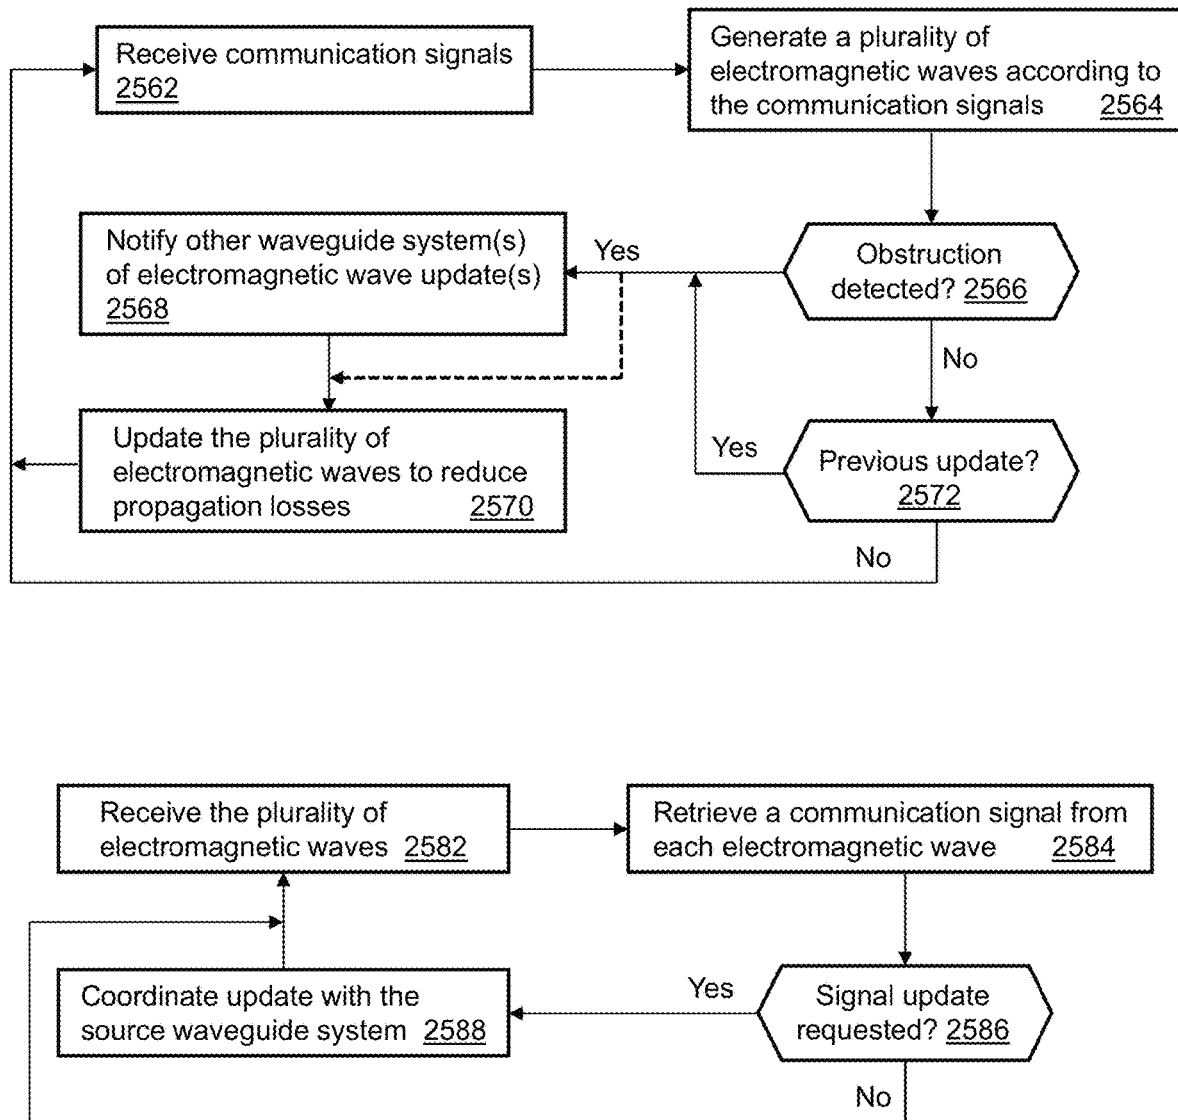 Receive communication signals
2562
Generate a plurality of
electromagnetic waves according to
the communication signals 2564
Notify other waveguide system(s)
of electromagnetic wave update(s)
2568
Yes
Obstruction
detected? 2566
No
Update the plurality of
electromagnetic waves to reduce
propagation losses 2570
Yes
Previous update?
2572
No
Receive the plurality of
electromagnetic waves 2582
Retrieve a communication signal from
each electromagnetic wave 2584
Coordinate update with the
source waveguide system 2588
Yes
Signal update
requested? 2586
No